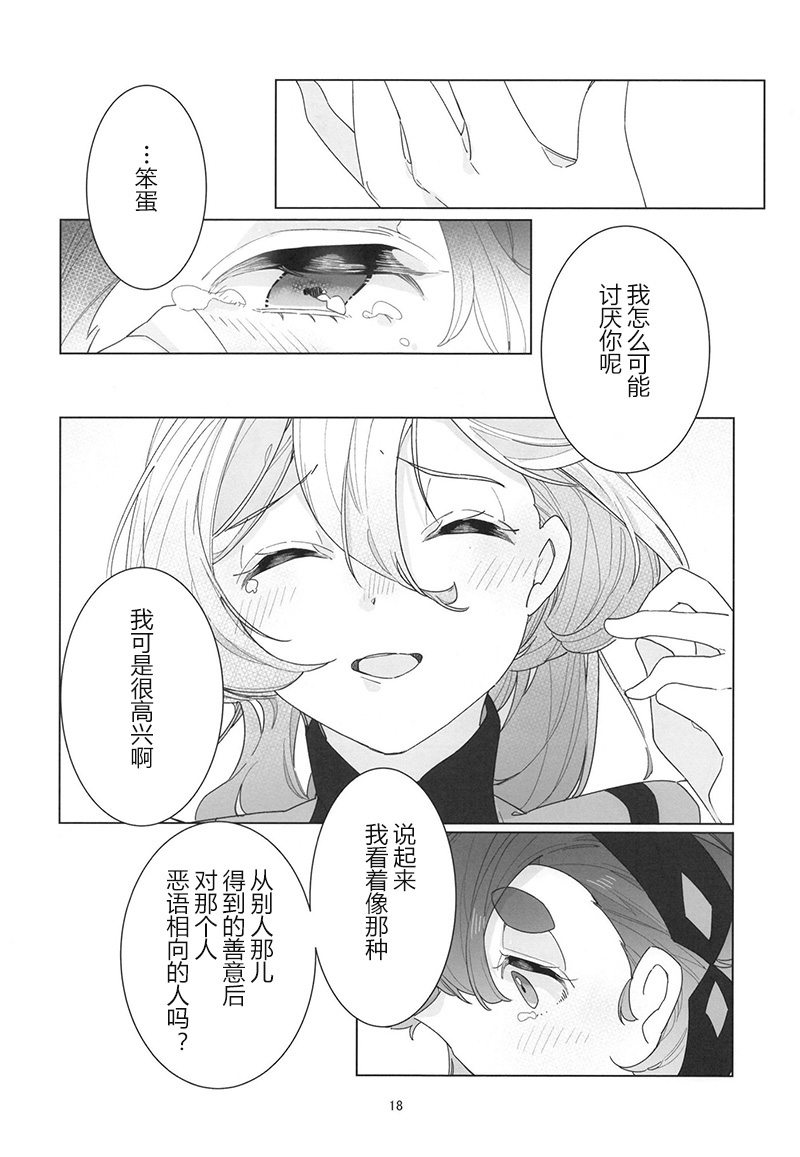 …笨蛋
我怎么可能
讨厌你呢
我可是很高兴啊
说起来
我看着像那种
从别人那儿
得到的善意后
对那个人
恶语相向的人吗？
18